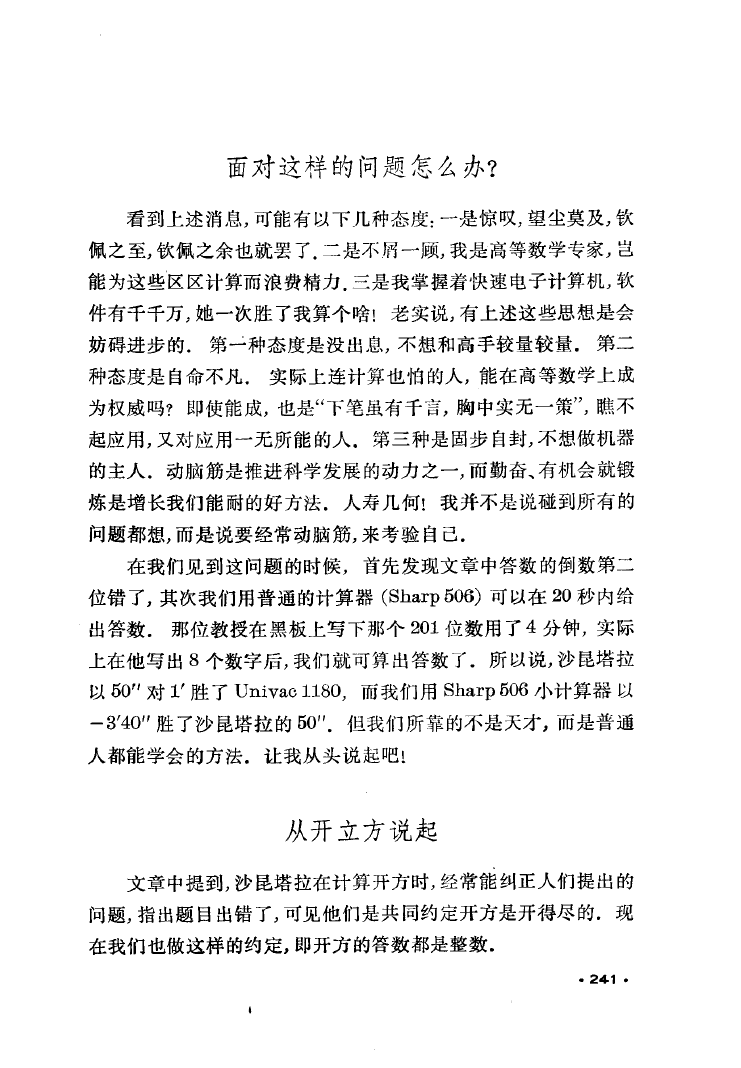 面对这样的问题怎么办?
看到上述消息,可能有以下几种态度:一是惊叹,望尘莫及,钦
佩之至,钦佩之余也就罢了.二是不屑一顾,我是高等数学专家,岂
能为这些区区计算而浪费精力.三是我掌握着快速电子计算机,软
件有千千万,她一次胜了我算个啥! 老实说,有上述这些思想是会
妨碍进步的. 第一种态度是没出息,不想和高手较量较量. 第二
种态度是自命不凡. 实际上连计算也怕的人,能在高等数学上成
为权威吗? 即使能成,也是“下笔虽有千言,胸中实无一策”,瞧不
起应用,又对应用一无所能的人. 第三种是固步自封,不想做机器
的主人. 动脑筋是推进科学发展的动力之一,而勤奋、有机会就锻
炼是增长我们能耐的好方法. 人寿几何! 我并不是说碰到所有的
问题都想,而是说要经常动脑筋,来考验自己.
在我们见到这问题的时候, 首先发现文章中答数的倒数第二
位错了,其次我们用普通的计算器 (Sharp 506) 可以在 20 秒内给
出答数. 那位教授在黑板上写下那个 201 位数用了 4 分钟, 实际
上在他写出 8 个数字后,我们就可算出答数了. 所以说,沙昆塔拉
以 50″ 对 1′ 胜了 Univac 1180, 而我们用 Sharp 506 小计算器以
−3′40″ 胜了沙昆塔拉的 50″. 但我们所靠的不是天才, 而是普通
人都能学会的方法. 让我从头说起吧!
从开立方说起
文章中提到,沙昆塔拉在计算开方时,经常能纠正人们提出的
问题,指出题目出错了,可见他们是共同约定开方是开得尽的. 现
在我们也做这样的约定,即开方的答数都是整数.
• 241 •